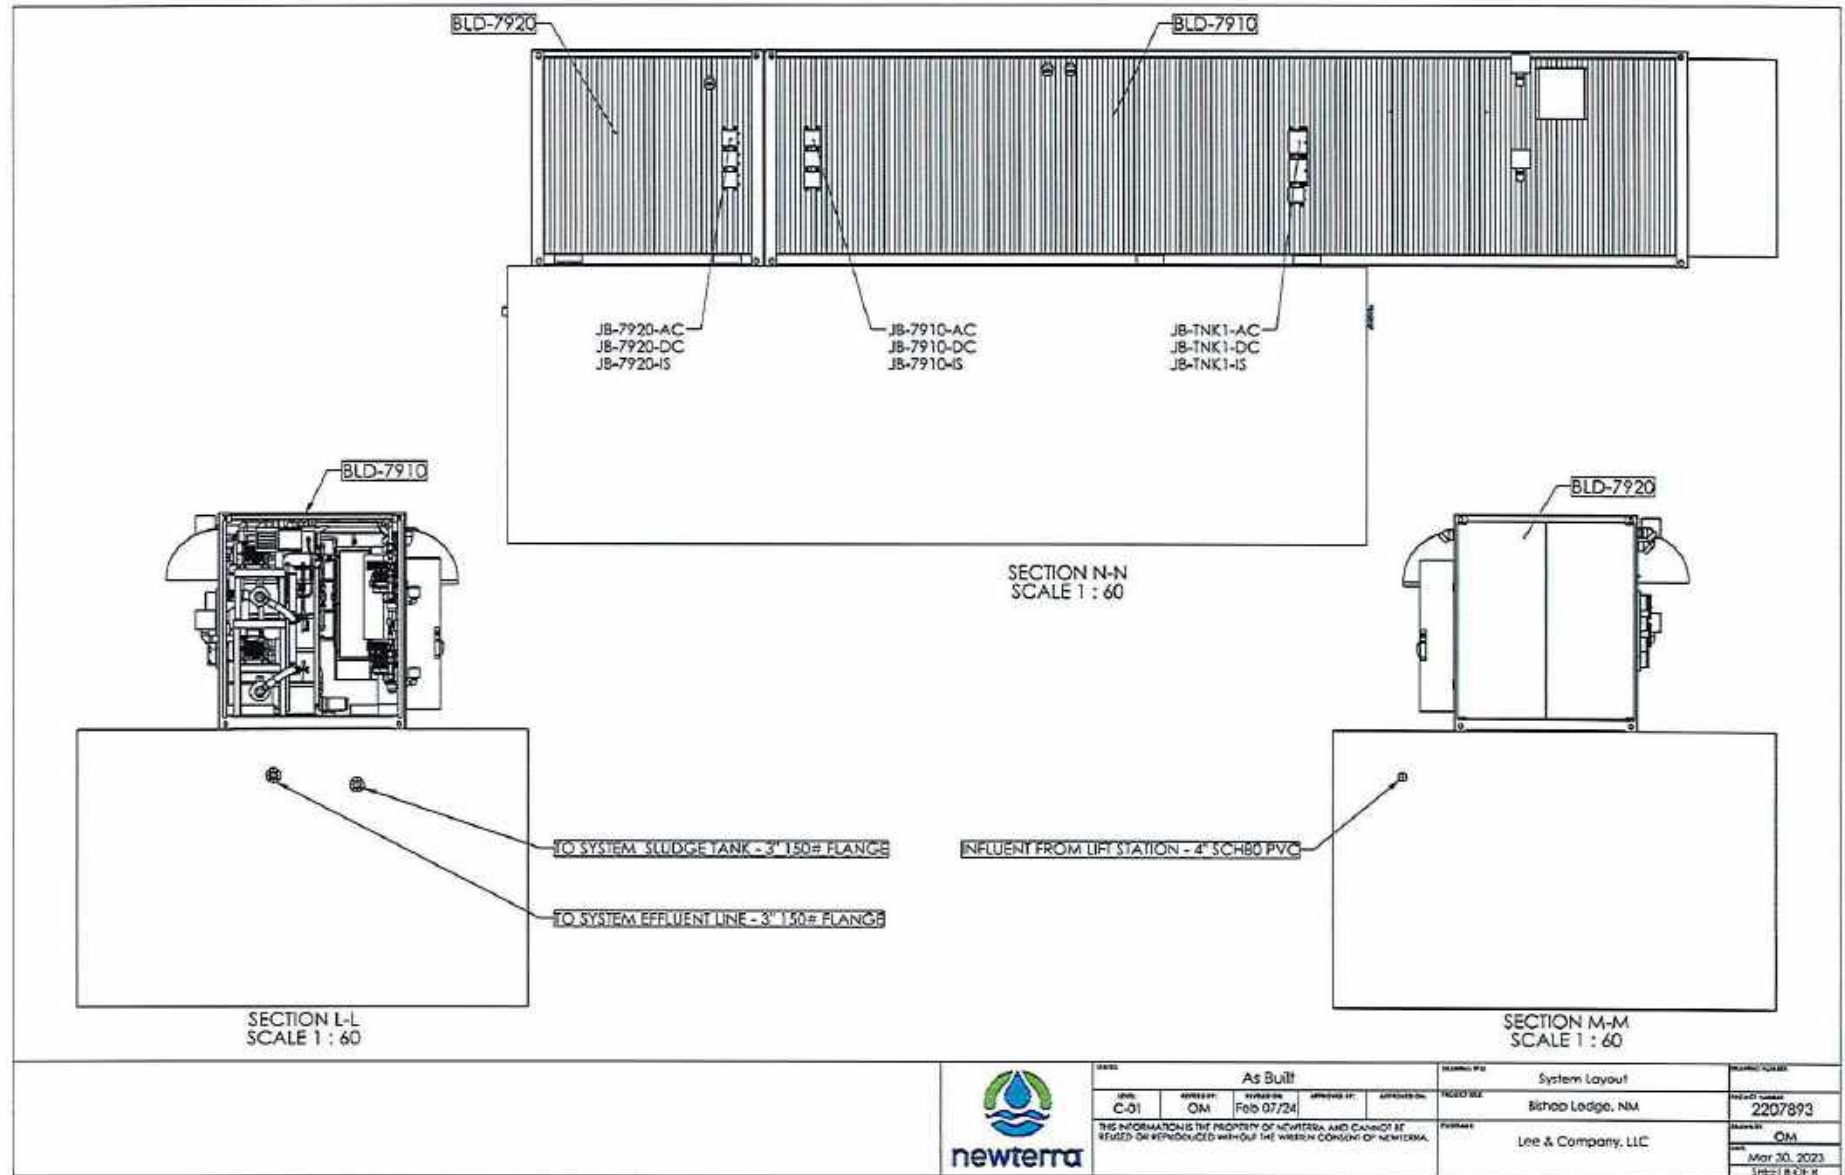 BLD-7920
BLD-7910
JB-7920-AC
JB-7920-DC
JB-7920-IS
JB-7910-AC
JB-7910-DC
JB-7910-IS
JB-TNK1-AC
JB-TNK1-DC
JB-TNK1-IS
SECTION N-N
SCALE 1 : 60
BLD-7910
BLD-7920
TO SYSTEM SLUDGE TANK - 3" 150# FLANGE
TO SYSTEM EFFLUENT LINE - 3" 150# FLANGE
INFLUENT FROM LIFT STATION - 4" SCH80 PVC
SECTION L-L
SCALE 1 : 60
SECTION M-M
SCALE 1 : 60
newterra
As Built
C-01
OM
Feb 07/24
THIS INFORMATION IS THE PROPERTY OF NEWTERRA AND CANNOT BE
REUSED OR REPRODUCED WITHOUT THE WRITTEN CONSENT OF NEWTERRA.
System Layout
Bishop Lodge, NM
Lee & Company, LLC
2207893
OM
Mar 30, 2023